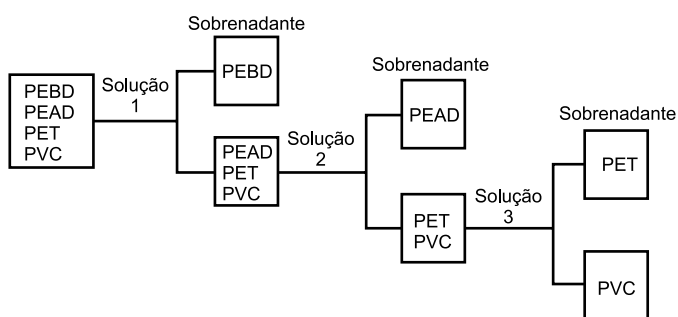 PEBD
PEAD
PET
PVC
Solução
1
Sobrenadante
PEBD
PEAD
PET
PVC
Solução
2
Sobrenadante
PEAD
PET
PVC
Solução
3
Sobrenadante
PET
PVC